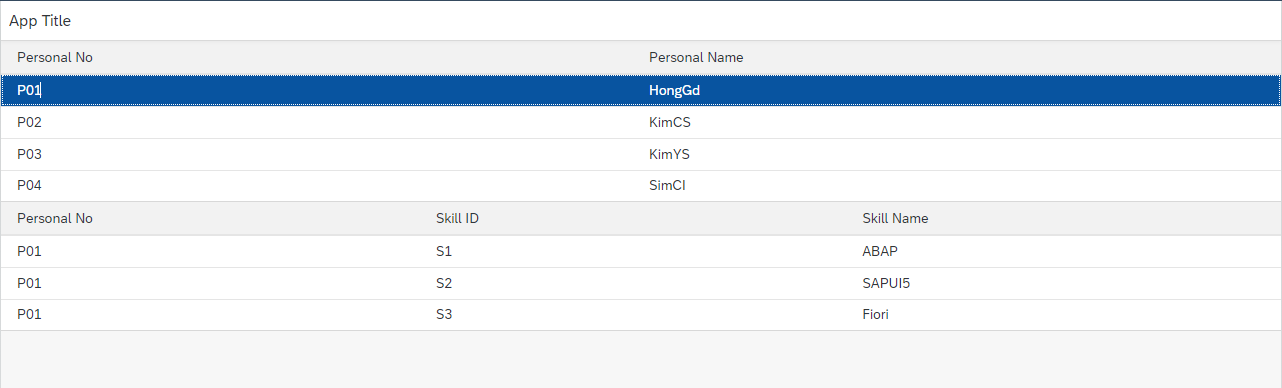 App Title
Personal No Personal Name
P01 HongGd
P02 KimCS
P03 KimYS
P04 SimCI
Personal No Skill ID Skill Name
P01 S1 ABAP
P01 S2 SAPUI5
P01 S3 Fiori